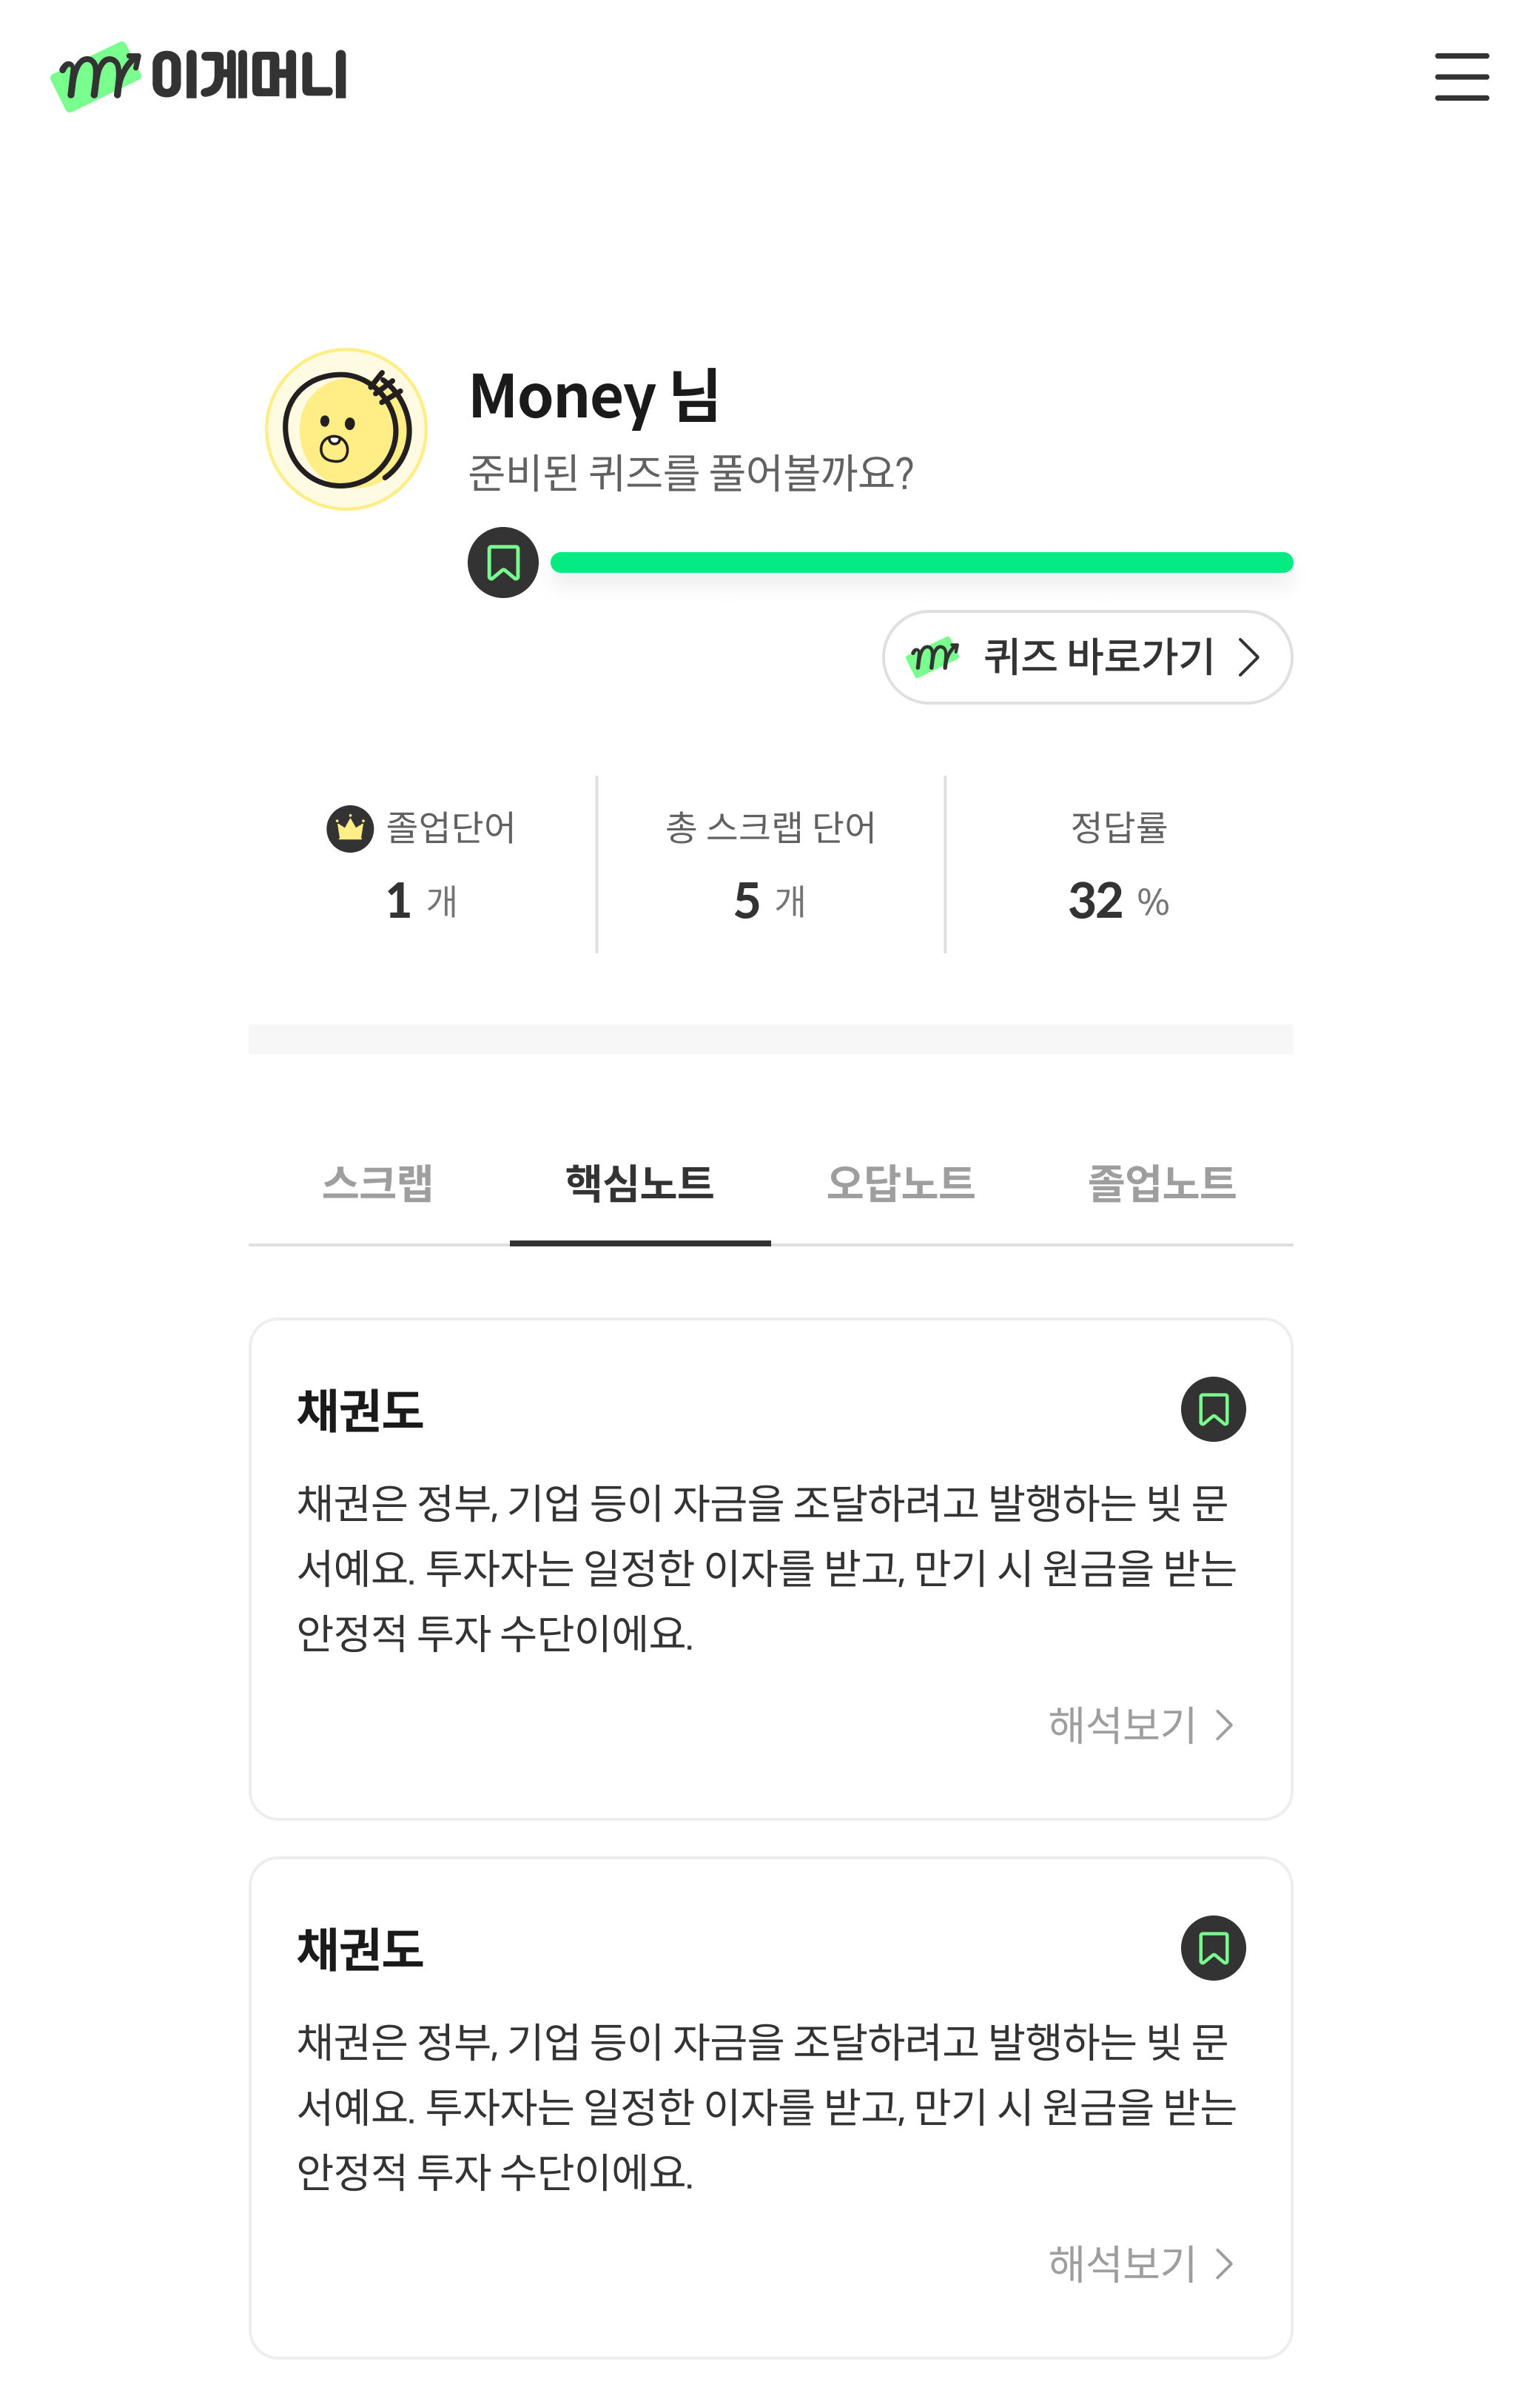 이게머니
Money 님
준비된 퀴즈를 풀어볼까요?
퀴즈 바로가기
졸업단어
1 개
총 스크랩 단어
5 개
정답률
32 %
스크랩 핵심노트 오답노트 졸업노트
채권도
채권은 정부, 기업 등이 자금을 조달하려고 발행하는 빚 문
서예요. 투자자는 일정한 이자를 받고, 만기 시 원금을 받는
안정적 투자 수단이에요.
해석보기
채권도
채권은 정부, 기업 등이 자금을 조달하려고 발행하는 빚 문
서예요. 투자자는 일정한 이자를 받고, 만기 시 원금을 받는
안정적 투자 수단이에요.
해석보기